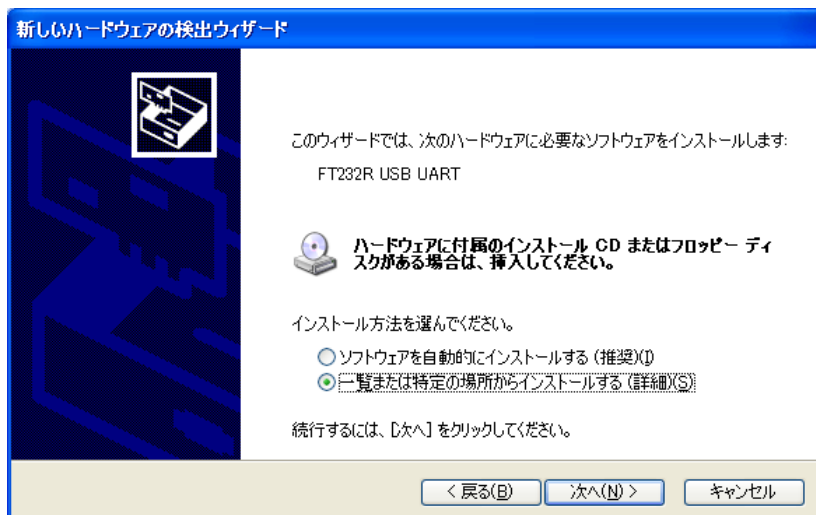 新しいハードウェアの検出ウィザード
このウィザードでは、次のハードウェアに必要なソフトウェアをインストールします:
FT232R USB UART
ハードウェアに付属のインストール CD またはフロッピー ディ
スクがある場合は、挿入してください。
インストール方法を選んでください。
ソフトウェアを自動的にインストールする (推奨)(I)
一覧または特定の場所からインストールする (詳細)(S)
続行するには、[次へ] をクリックしてください。
< 戻る(B)
次へ(N) >
キャンセル